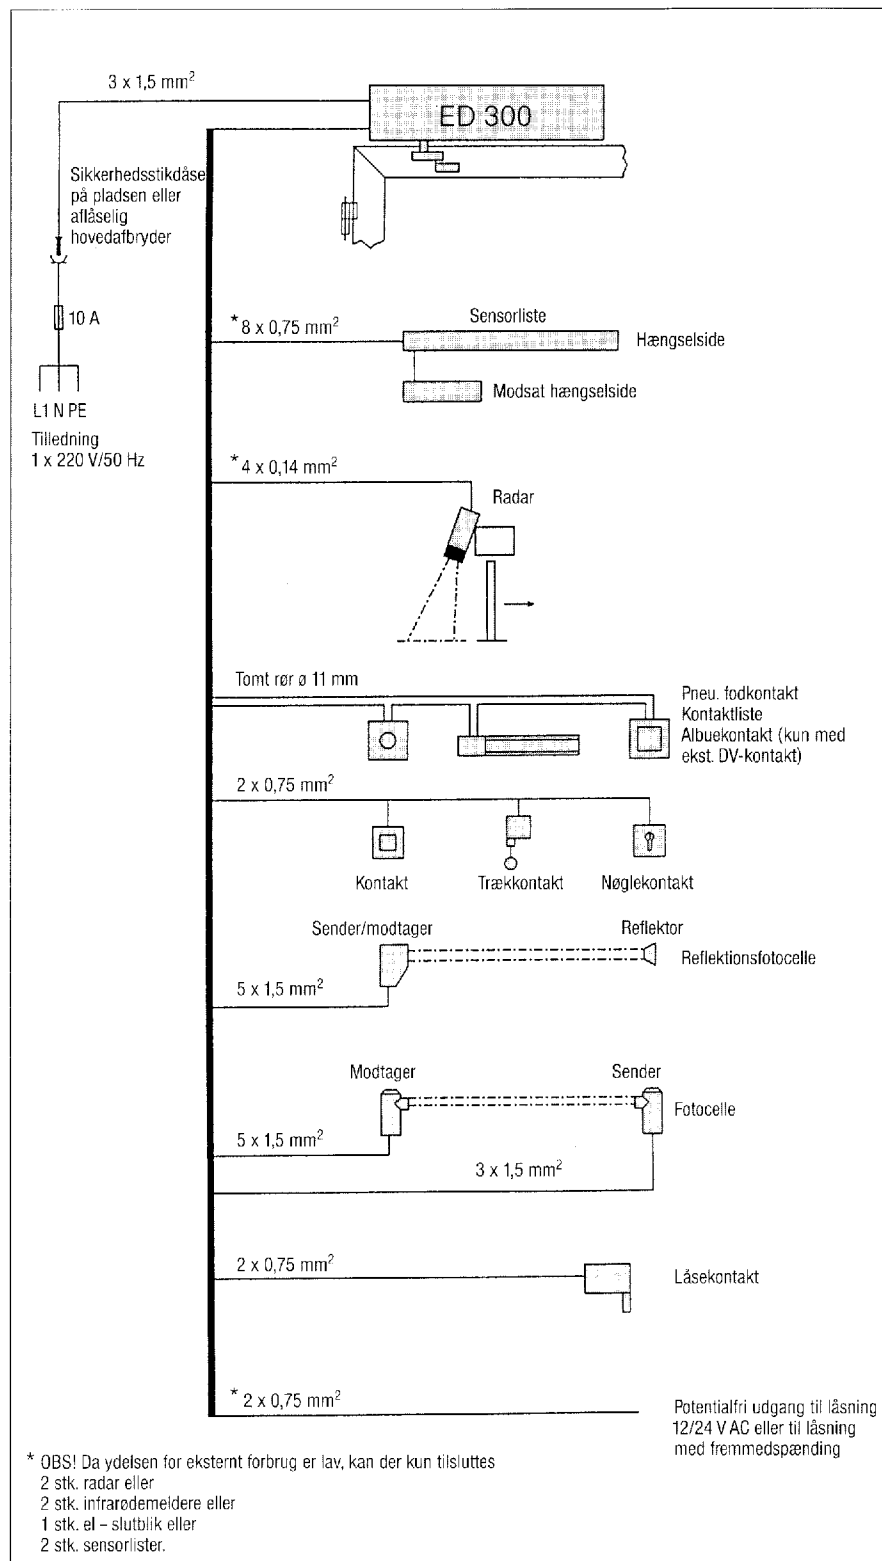 3 x 1,5 mm²
ED 300
Sikkerhedsstikdåse
på pladsen eller
aflåselig
hovedafbryder
10 A
L1 N PE
Tilledning
1 x 220 V/50 Hz
*8 x 0,75 mm²
Sensorliste
Hængselside
Modsat hængselside
*4 x 0,14 mm²
Radar
Tomt rør ø 11 mm
Pneu. fodkontakt
Kontaktliste
Albuekontakt (kun med
ekst. DV-kontakt)
2 x 0,75 mm²
Kontakt
Trækkontakt
Nøglekontakt
Sender/modtager
Reflektor
Reflektionsfotocelle
5 x 1,5 mm²
Modtager
Sender
Fotocelle
5 x 1,5 mm²
3 x 1,5 mm²
2 x 0,75 mm²
Låsekontakt
* 2 x 0,75 mm²
Potentialfri udgang til låsning
12/24 V AC eller til låsning
med fremmedspænding
* OBS! Da ydelsen for eksternt forbrug er lav, kan der kun tilsluttes
2 stk. radar eller
2 stk. infrarødemeldere eller
1 stk. el – slutblik eller
2 stk. sensorlister.